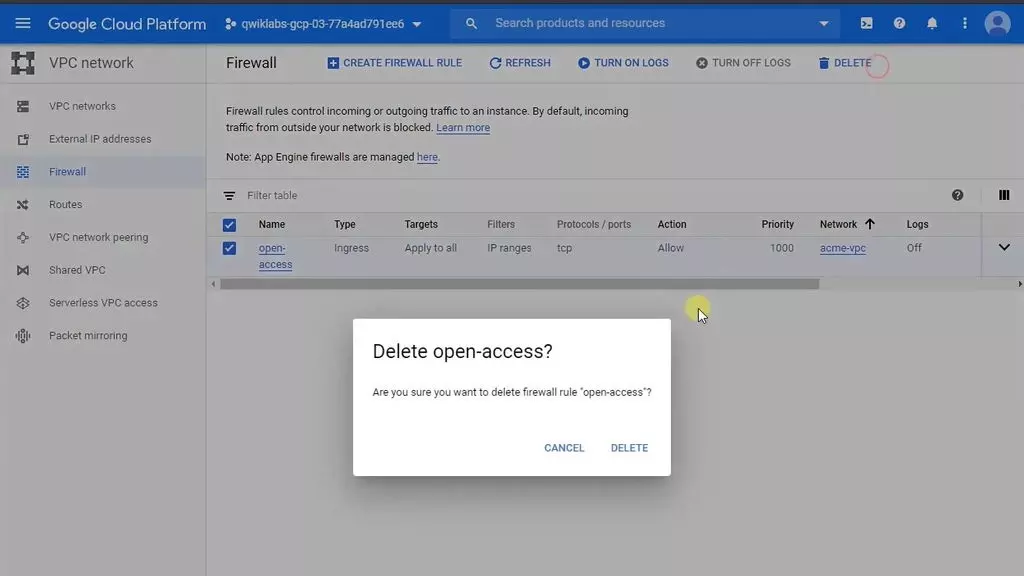 Google Cloud Platform qwiklabs-gcp-03-77a4ad791ee6 Search products and resources
VPC network
VPC networks
External IP addresses
Firewall
Routes
VPC network peering
Shared VPC
Serverless VPC access
Packet mirroring
Firewall CREATE FIREWALL RULE REFRESH TURN ON LOGS TURN OFF LOGS DELETE
Firewall rules control incoming or outgoing traffic to an instance. By default, incoming
traffic from outside your network is blocked. Learn more
Note: App Engine firewalls are managed here.
Filter table
Name Type Targets Filters Protocols / ports Action Priority Network Logs
open- Ingress Apply to all IP ranges tcp Allow 1000 acme-vpc Off
access
Delete open-access?
Are you sure you want to delete firewall rule "open-access"?
CANCEL DELETE